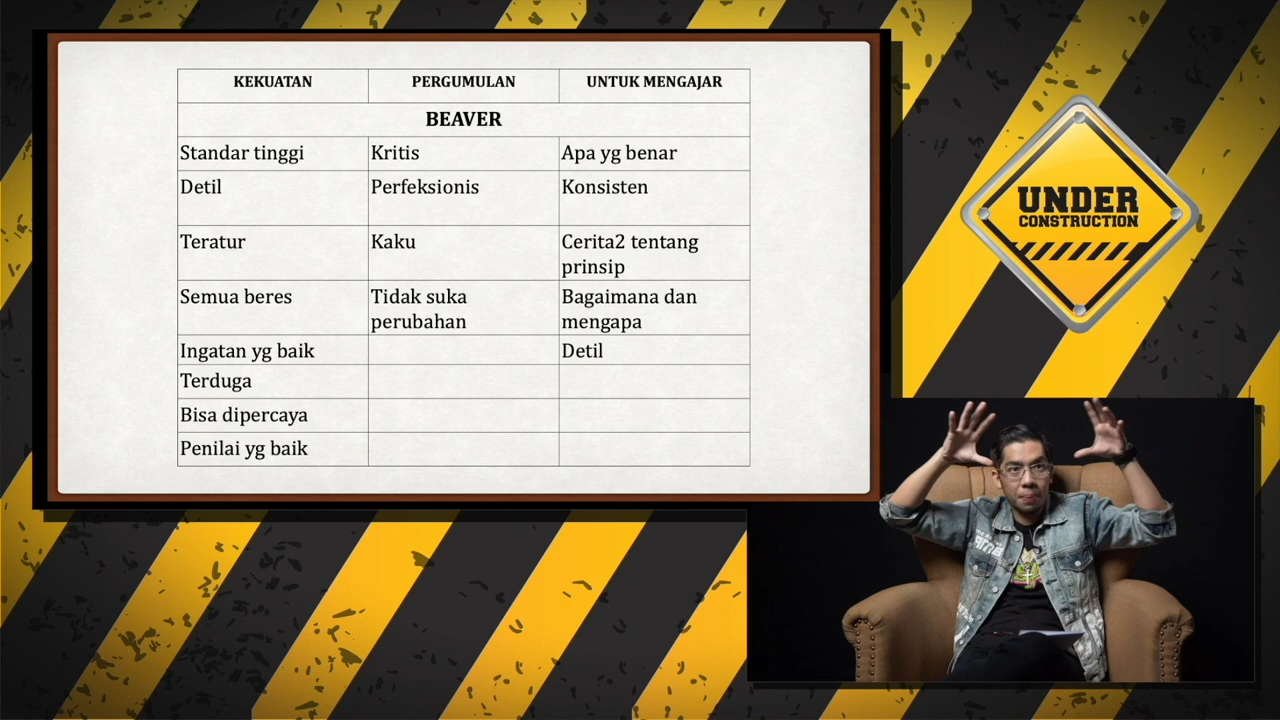 KEKUATAN PERGUMULAN UNTUK MENGAJAR
BEAVER
Standar tinggi Kritis Apa yg benar
Detil Perfeksionis Konsisten
Teratur Kaku Cerita2 tentang
prinsip
Semua beres Tidak suka Bagaimana dan
perubahan mengapa
Ingatan yg baik Detil
Terduga
Bisa dipercaya
Penilai yg baik
UNDER
CONSTRUCTION